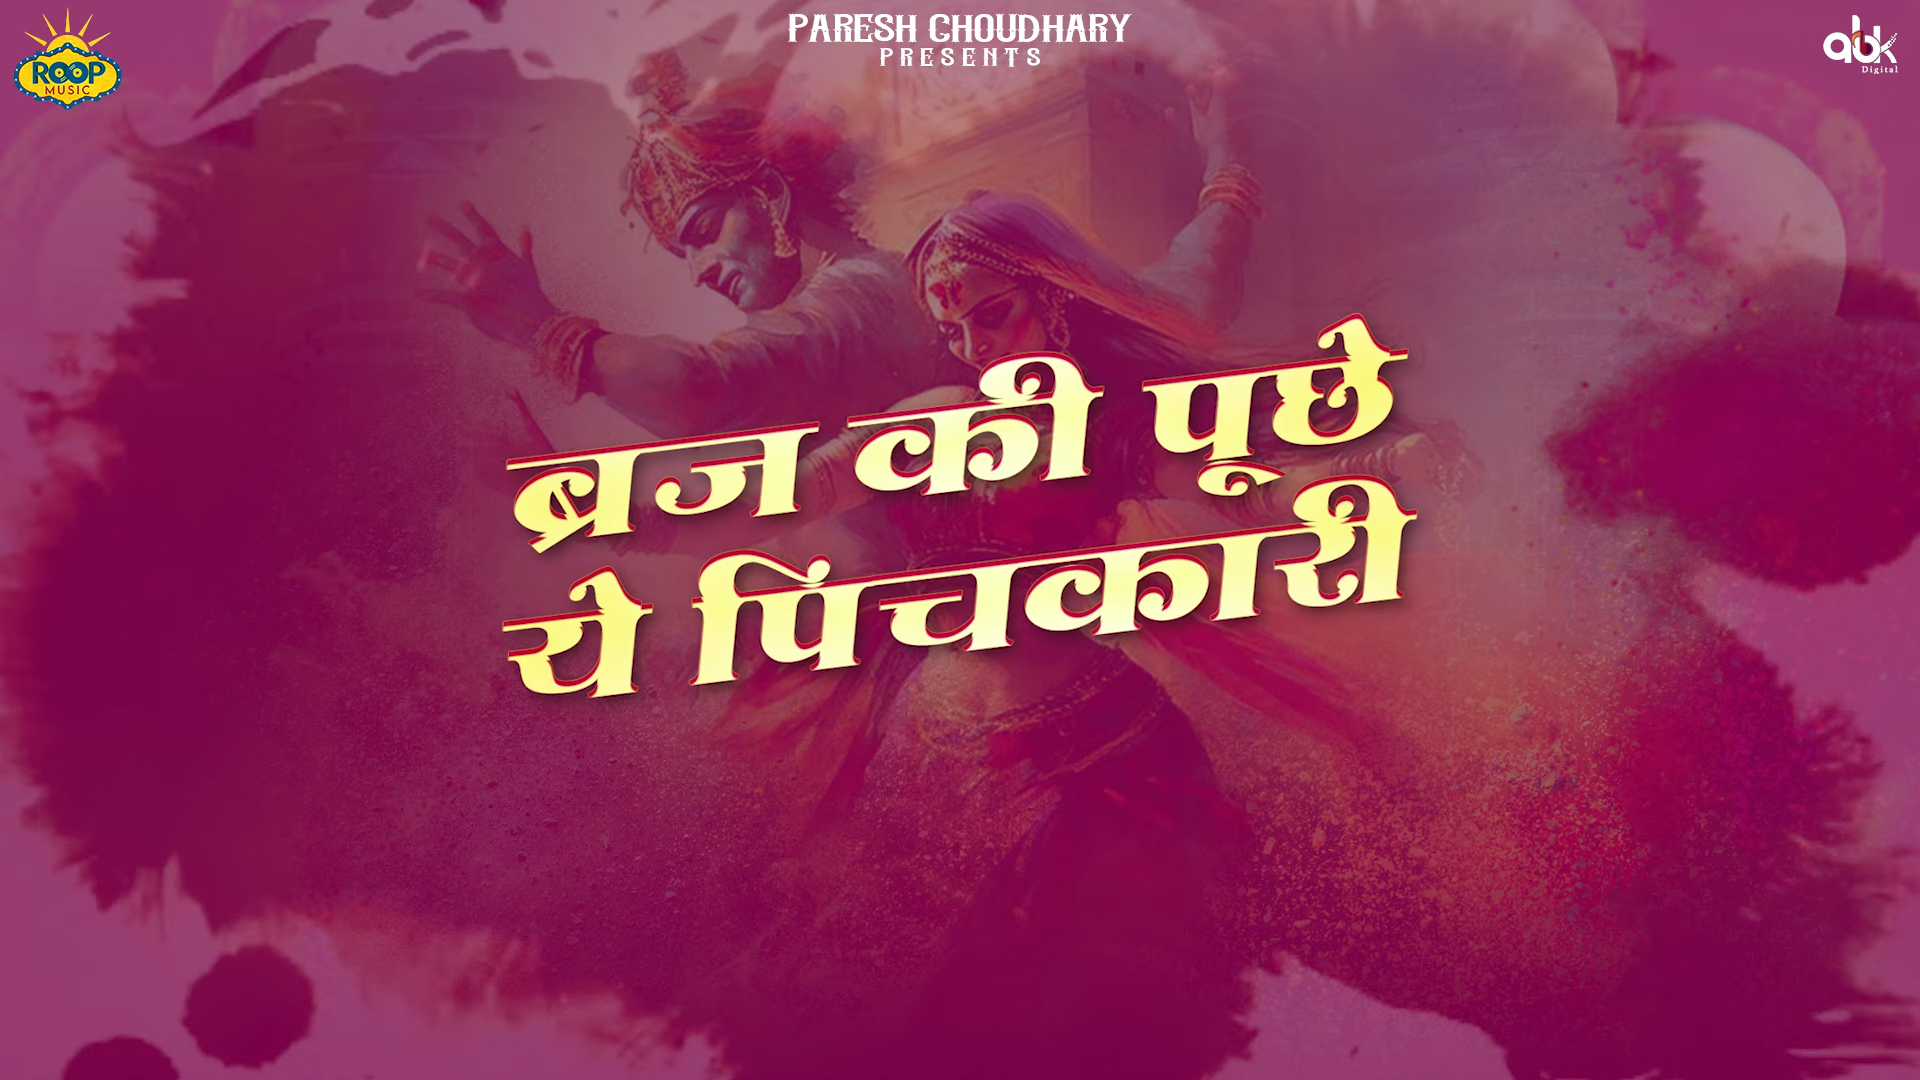 PARESH CHOUDHARY
PRESENTS
ROOP
MUSIC
abk
Digital
ब्रज की पूछे
ये पिंचकारी